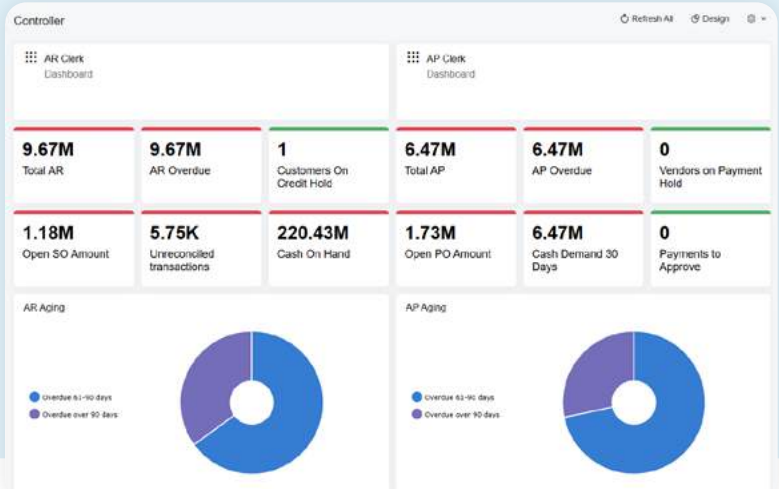 Controller
Refresh All
Design
AR Clerk
Dashboard
AP Clerk
Dashboard
9.67M
Total AR
9.67M
AR Overdue
1
Customers On
Credit Hold
6.47M
Total AP
6.47M
AP Overdue
0
Vendors on Payment
Hold
1.18M
Open SO Amount
5.75K
Unreconciled
transactions
220.43M
Cash On Hand
1.73M
Open PO Amount
6.47M
Cash Demand 30
Days
0
Payments to
Approve
AR Aging
Overdue 61-90 days
Overdue over 90 days
AP Aging
Overdue 61-90 days
Overdue over 90 days